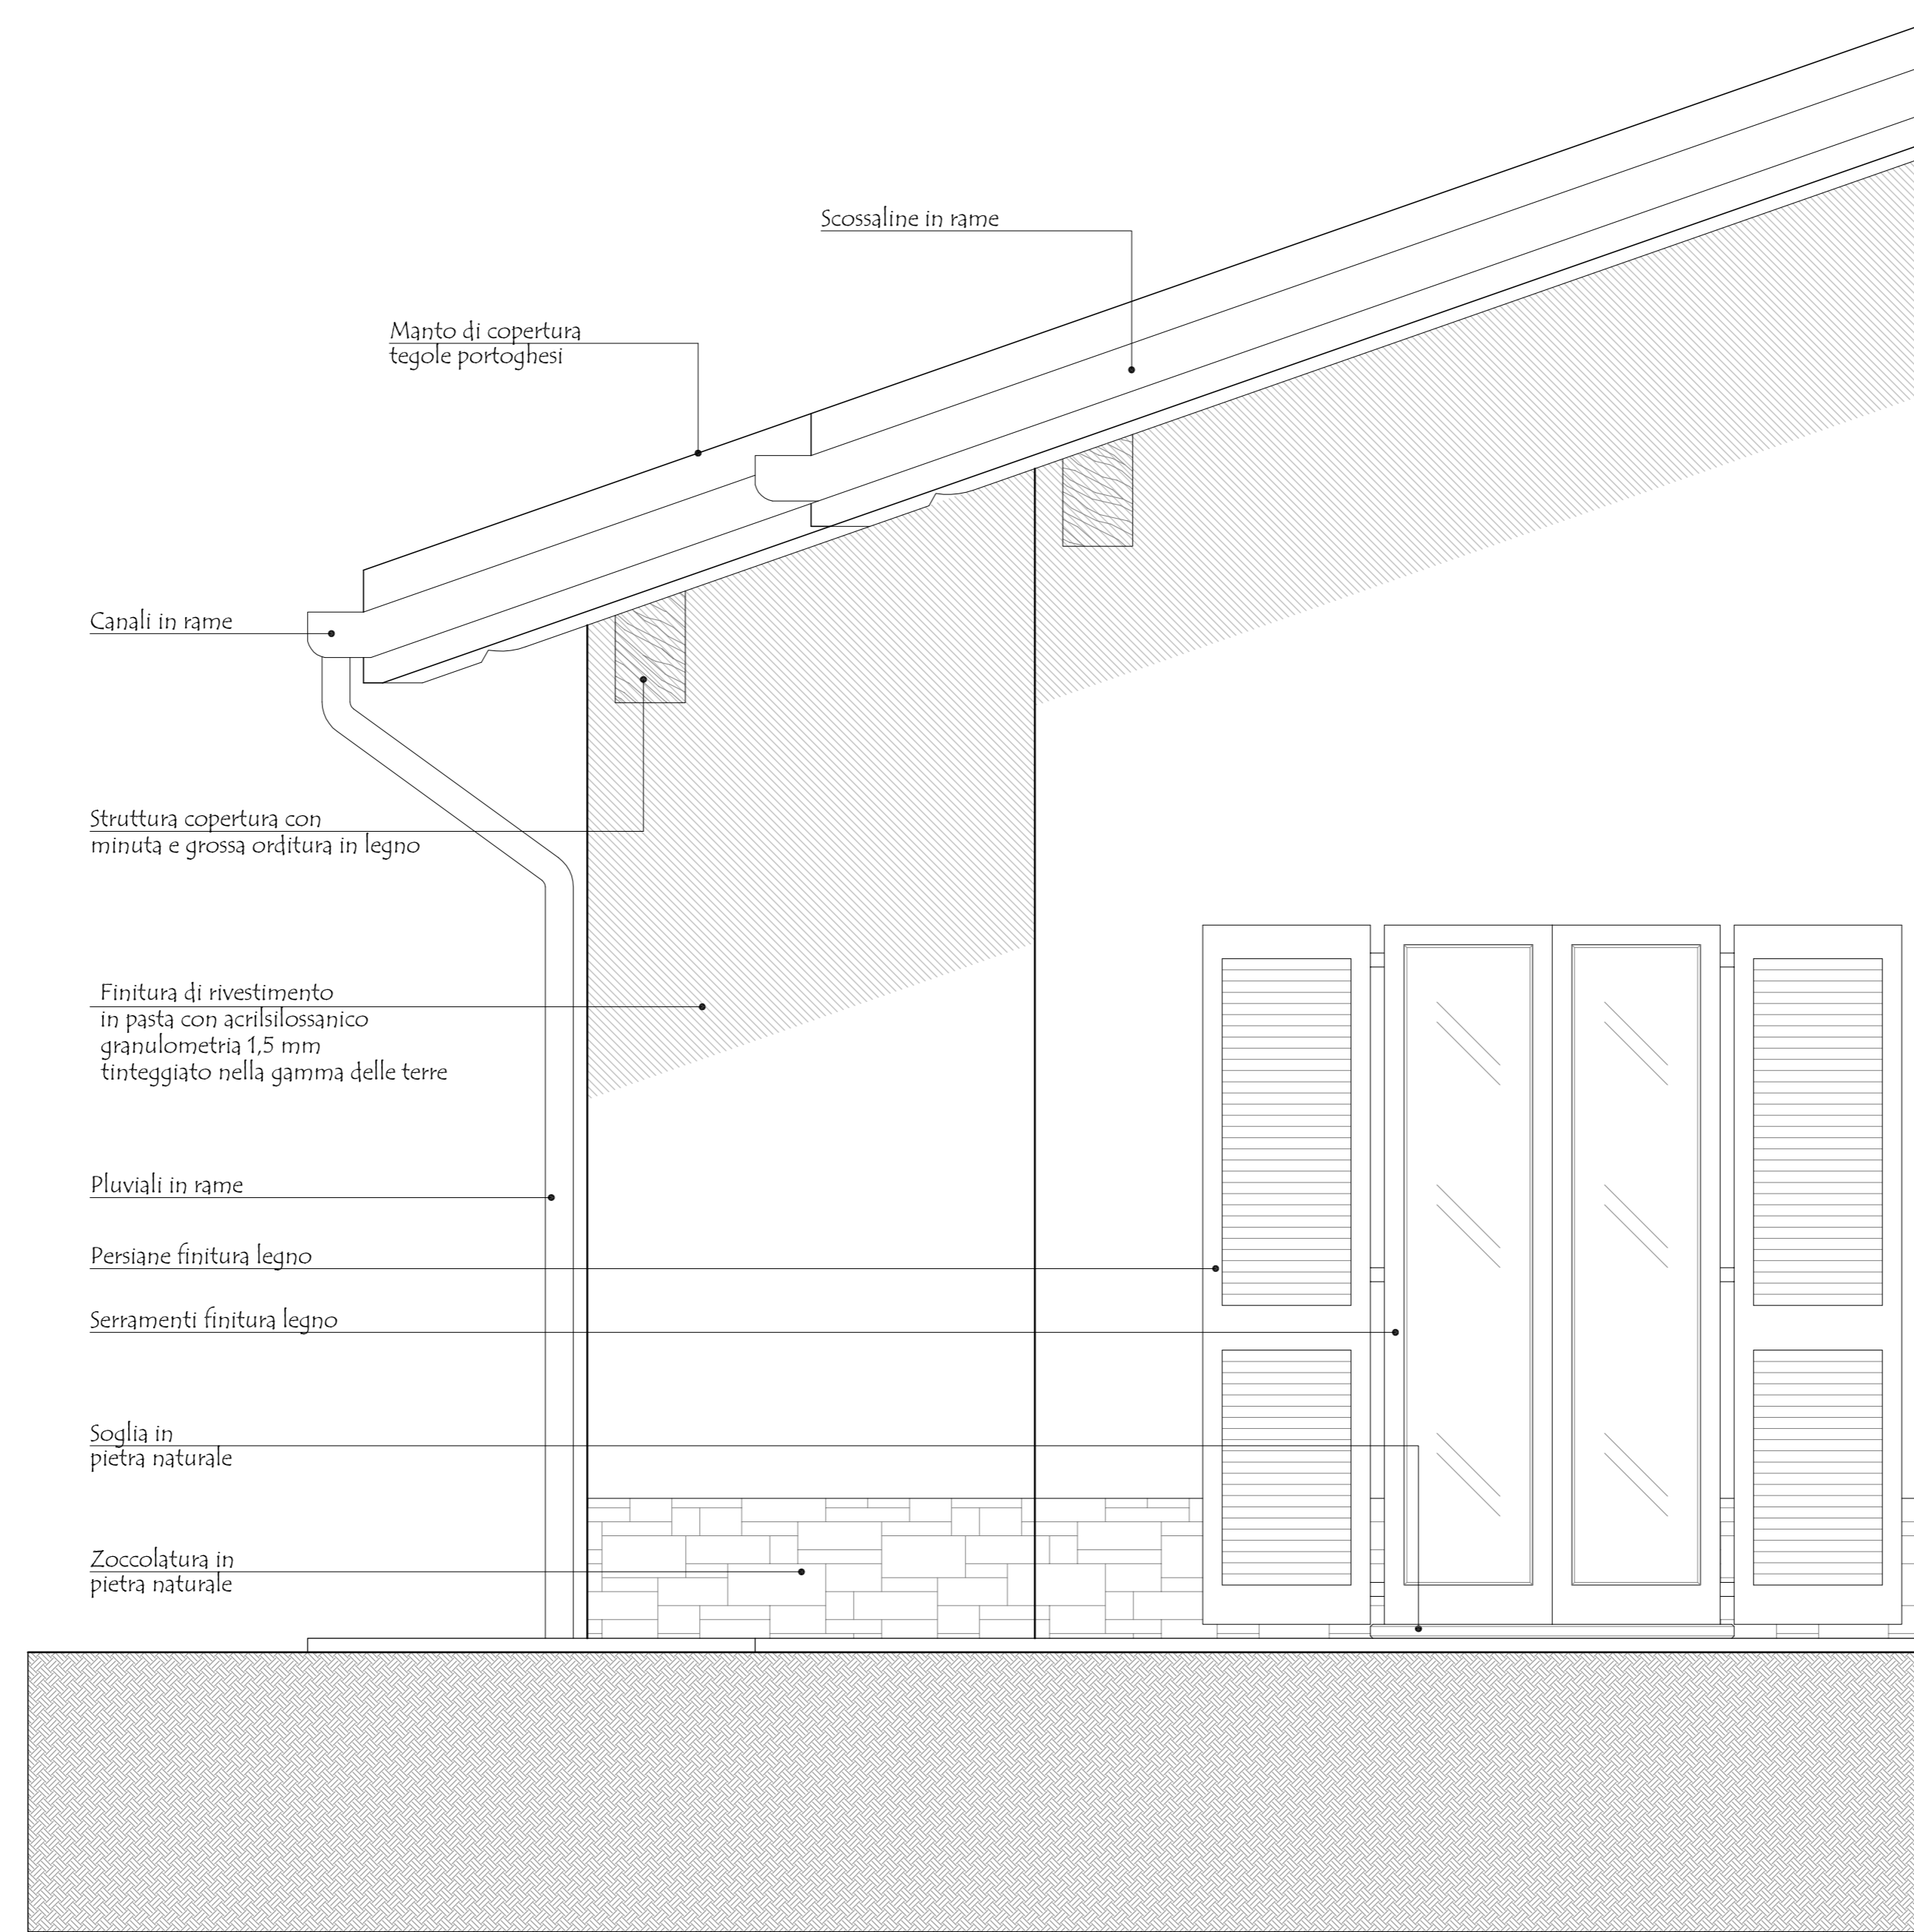 Scossaline in rame
Manto di copertura
tegole portoghesi
Canali in rame
Struttura copertura con
minuta e grossa orditura in legno
Finitura di rivestimento
in pasta con acrilsilossanico
granulometria 1,5 mm
tinteggiato nella gamma delle terre
Pluviali in rame
Persiane finitura legno
Serramenti finitura legno
Soglia in
pietra naturale
Zoccolatura in
pietra naturale